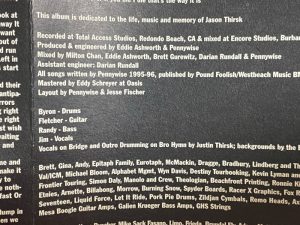 This album is dedicated to the life, music and memory of Jason Thirsk
Recorded at Total Access Studios, Redondo Beach, CA & mixed at Encore Studios, Burban
Produced & engineered by Eddie Ashworth & Pennywise
Mixed by Milton Chan, Eddie Ashworth, Brett Gurewitz, Darian Rundall & Pennywise
Assistant engineer: Darian Rundall
All songs written by Pennywise 1995-96, published by Pound Foolish/Westbeach Music B
Mastered by Eddy Schreyer at Oasis
Layout by Pennywise & Jesse Fischer
Byron - Drums
Fletcher - Guitar
Randy - Bass
Jim - Vocals
Vocals on Bridge and Outro Drumming on Bro Hymn by Justin Thirsk; backgrounds by the
Brett, Gina, Andy, Epitaph Family, Eurotaph, McMackin, Dragge, Bradbury, Lindberg and Th
Val/ICM, Michael Bloom, Alphabet Mgmt, Wyn Davis, Destiny Tourbooking, Kevin Lyman an
Frontier Touring, Simon Daly, Manolo and Crew, Theologian, Beachfront Printing, Ronnie K
Etnies, Arnette, Billabong, Morrow, Burning Snow, Spyder Boards, Racer X Graphics, Fox R
Seventeen, Liquid Force, Let It Ride, Pork Pie Drums, Zildjian Cymbals, Remo Heads, A
Mesa Boogie Guitar Amps, Gallien Krueger Bass Amps, GHS Strings